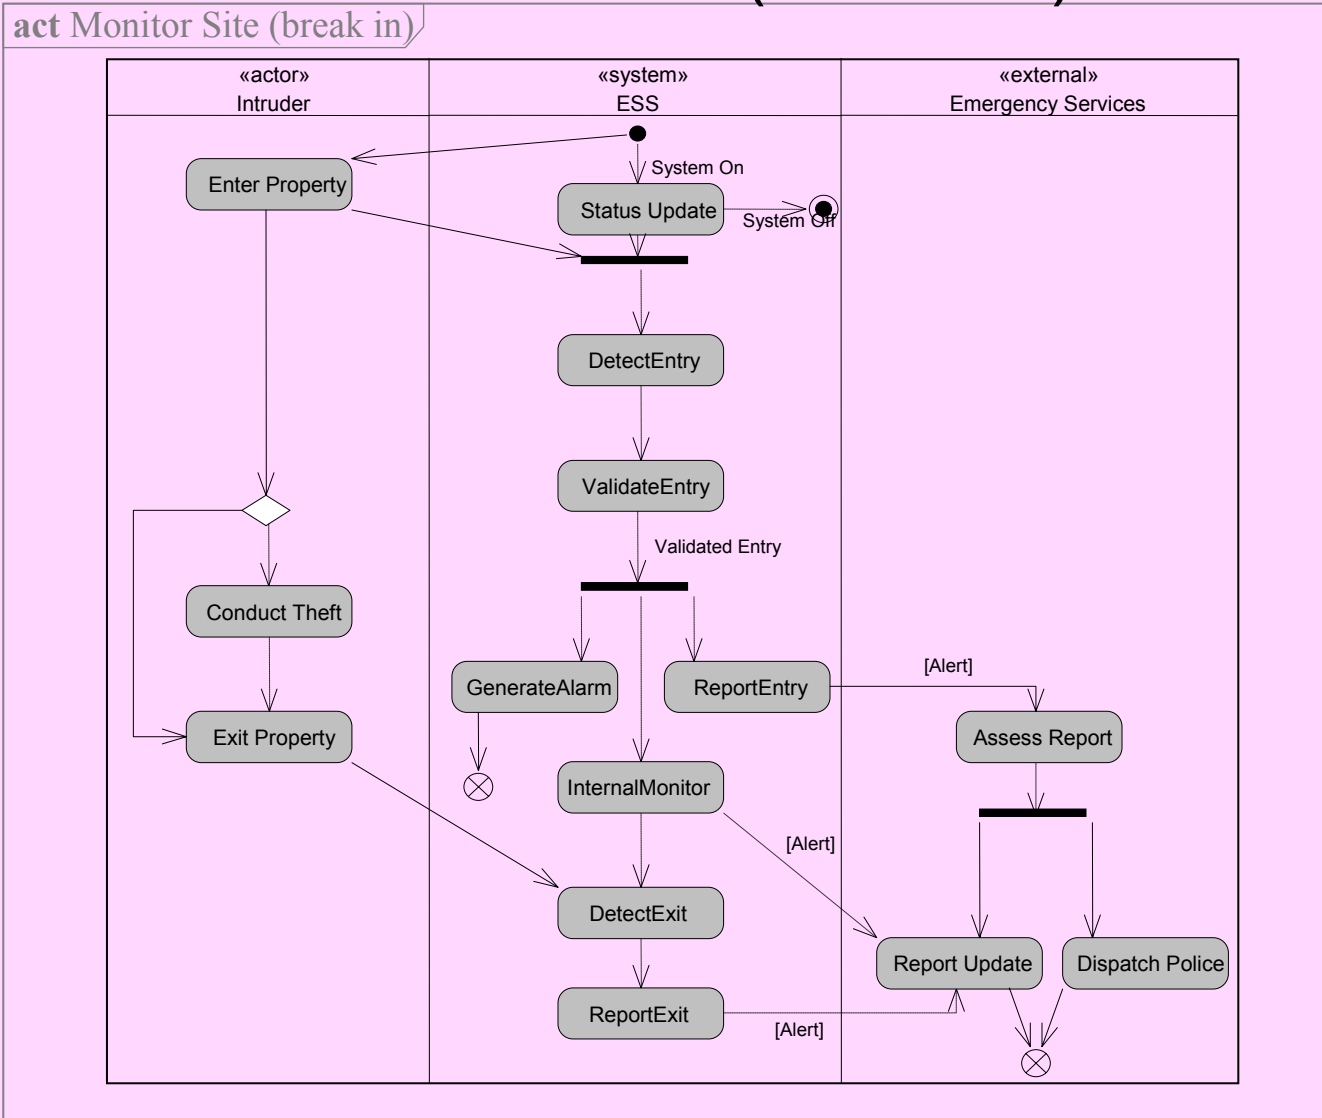 act Monitor Site (break in)
«actor»
Intruder
«system»
ESS
«external»
Emergency Services
Enter Property
System On
Status Update
System Off
DetectEntry
ValidateEntry
Validated Entry
Conduct Theft
GenerateAlarm
ReportEntry
[Alert]
Exit Property
Assess Report
InternalMonitor
[Alert]
DetectExit
Report Update
Dispatch Police
ReportExit
[Alert]